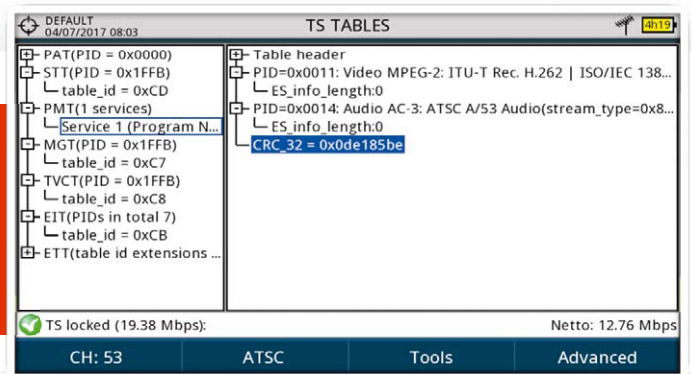 DEFAULT
04/07/2017 08:03
TS TABLES
4h19
PAT(PID = 0x0000)
STT(PID = 0x1FFB)
table_id = 0xCD
PMT(1 services)
Service 1 (Program N...
MGT(PID = 0x1FFB)
table_id = 0xC7
TVCT(PID = 0x1FFB)
table_id = 0xC8
EIT(PIDs in total 7)
table_id = 0xCB
ETT(table id extensions ...
Table header
PID=0x0011: Video MPEG-2: ITU-T Rec. H.262 | ISO/IEC 138...
ES_info_length:0
PID=0x0014: Audio AC-3: ATSC A/53 Audio(stream_type=0x8...
ES_info_length:0
CRC_32 = 0x0de185be
TS locked (19.38 Mbps):
Netto: 12.76 Mbps
CH: 53
ATSC
Tools
Advanced